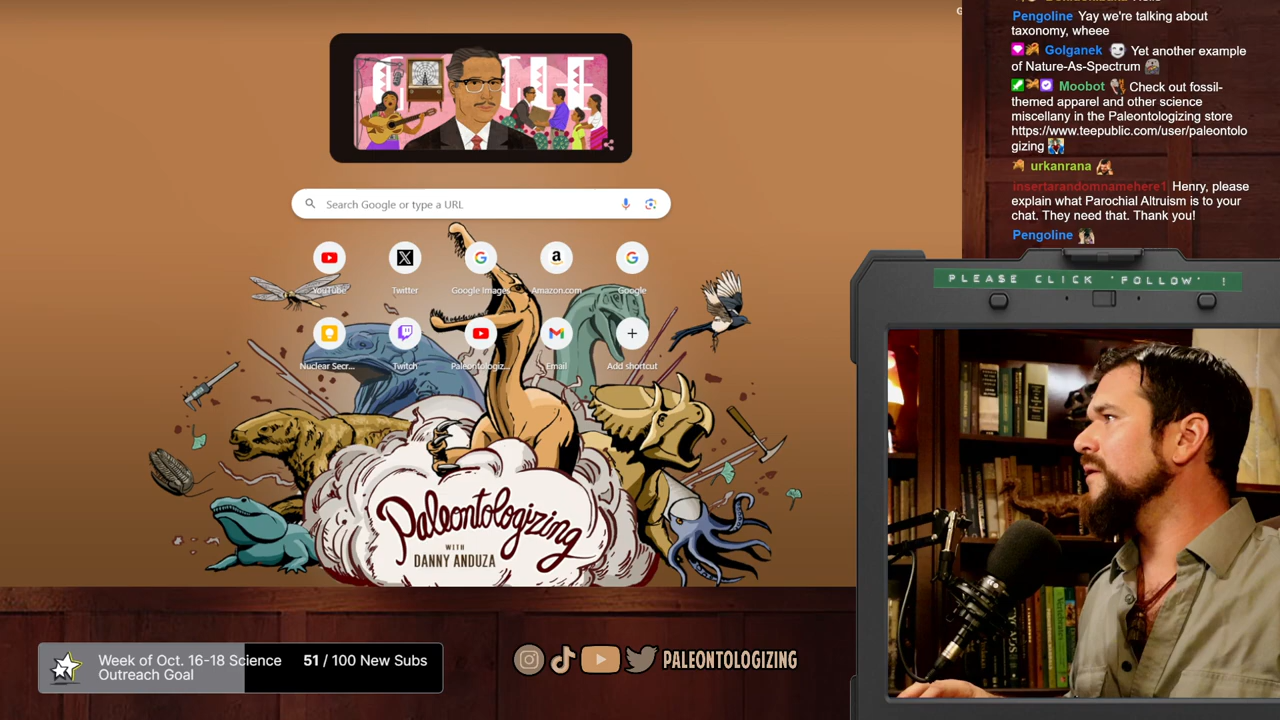 G
Search Google or type a URL
YouTube
Twitter
Google Images
Amazon.com
Google
Nuclear Secr...
Twitch
Paleontologiz...
Email
Add shortcut
Paleontologizing
WITH
DANNY ANDUZA
Week of Oct. 16-18 Science
Outreach Goal
51 / 100 New Subs
PALEONTOLOGIZING
Pengoline Yay we're talking about
taxonomy, wheee
Golganek Yet another example
of Nature-As-Spectrum
Moobot Check out fossil-
themed apparel and other science
miscellany in the Paleontologizing store
https://www.teepublic.com/user/paleontolo
gizing
urkanrana
insertarandomnamehere1 Henry, please
explain what Parochial Altruism is to your
chat. They need that. Thank you!
Pengoline
PLEASE CLICK 'FOLLOW' !